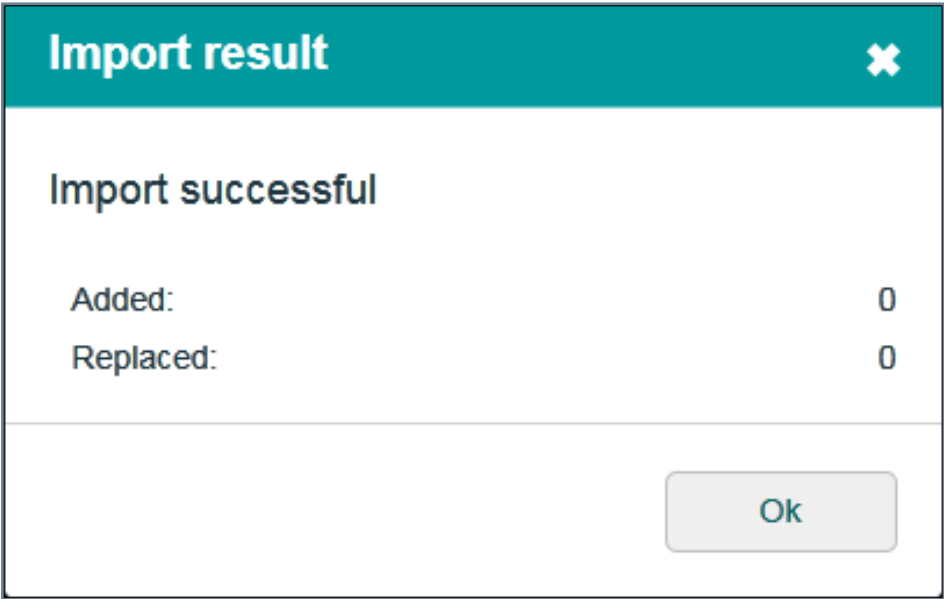 Import result
Import successful
Added: 0
Replaced: 0
Ok